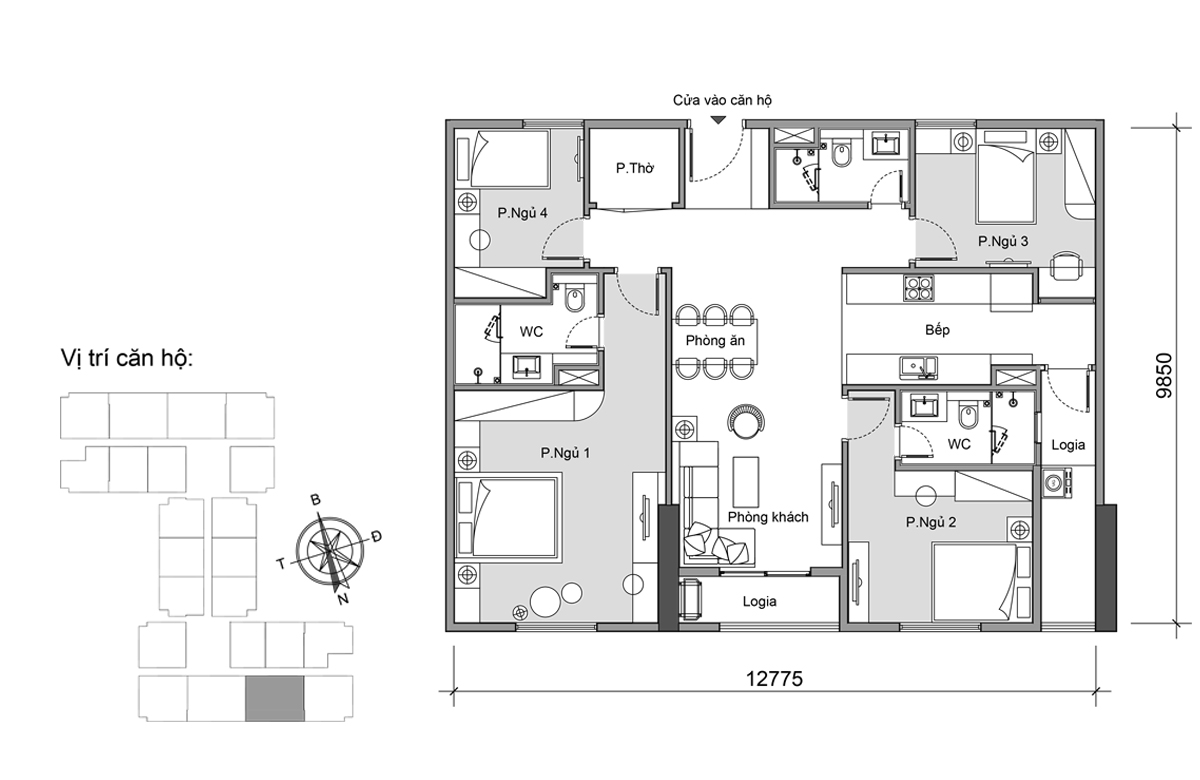 Cửa vào căn hộ
P.Thờ
P.Ngủ 4
P.Ngủ 3
WC
Phòng ăn
Bếp
Vị trí căn hộ:
9850
P.Ngủ 1
WC
Logia
B
Đ
T
N
Phòng khách
P.Ngủ 2
Logia
12775